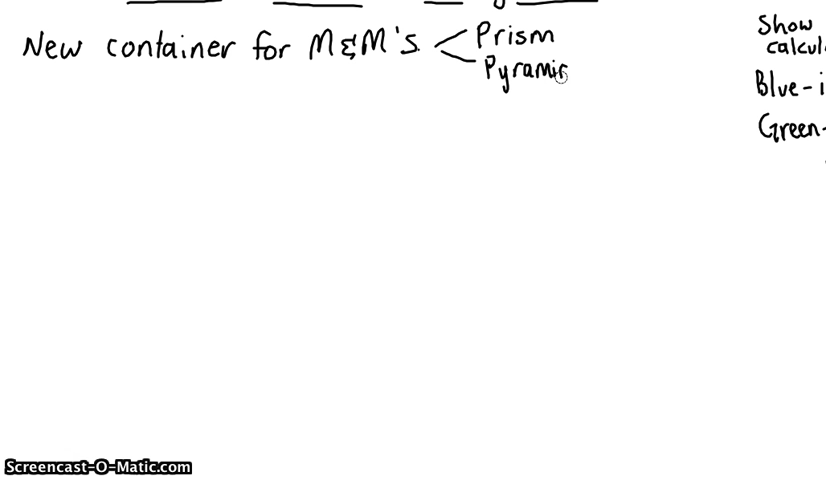 New container for M&M's < Prism
Pyramid
Show
calcul
Blue-i
Green-
Screencast-O-Matic.com